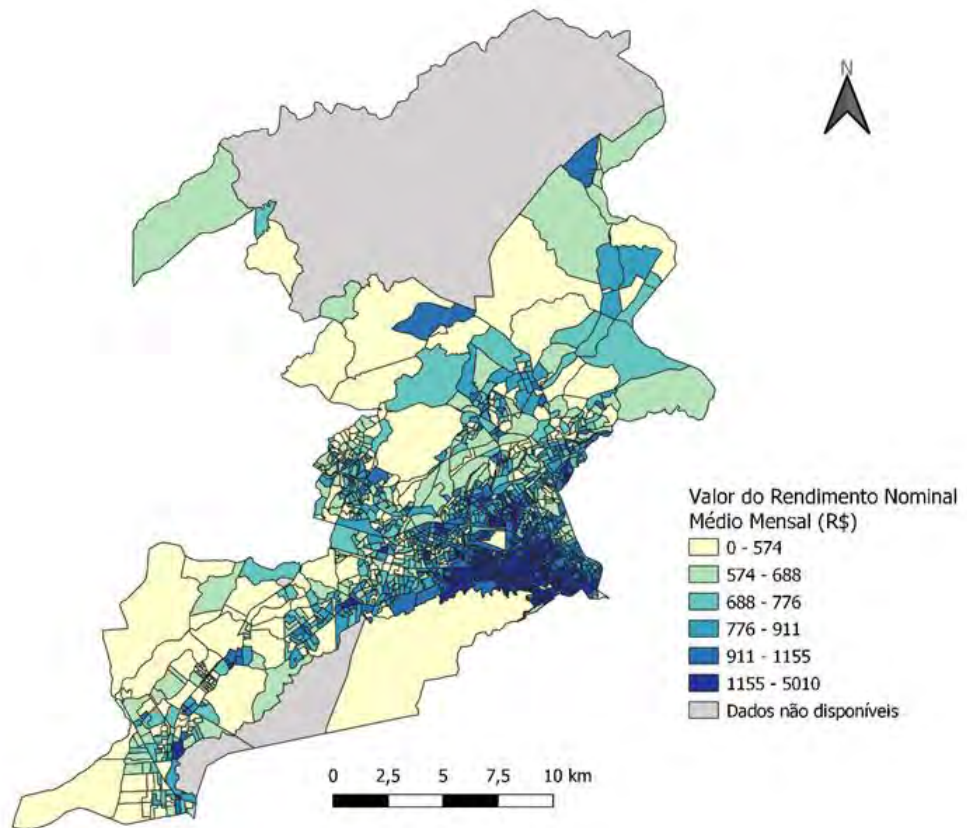 N
Valor do Rendimento Nominal
Médio Mensal (R$)
0 - 574
574 - 688
688 - 776
776 - 911
911 - 1155
1155 - 5010
Dados não disponíveis
0 2,5 5 7,5 10 km